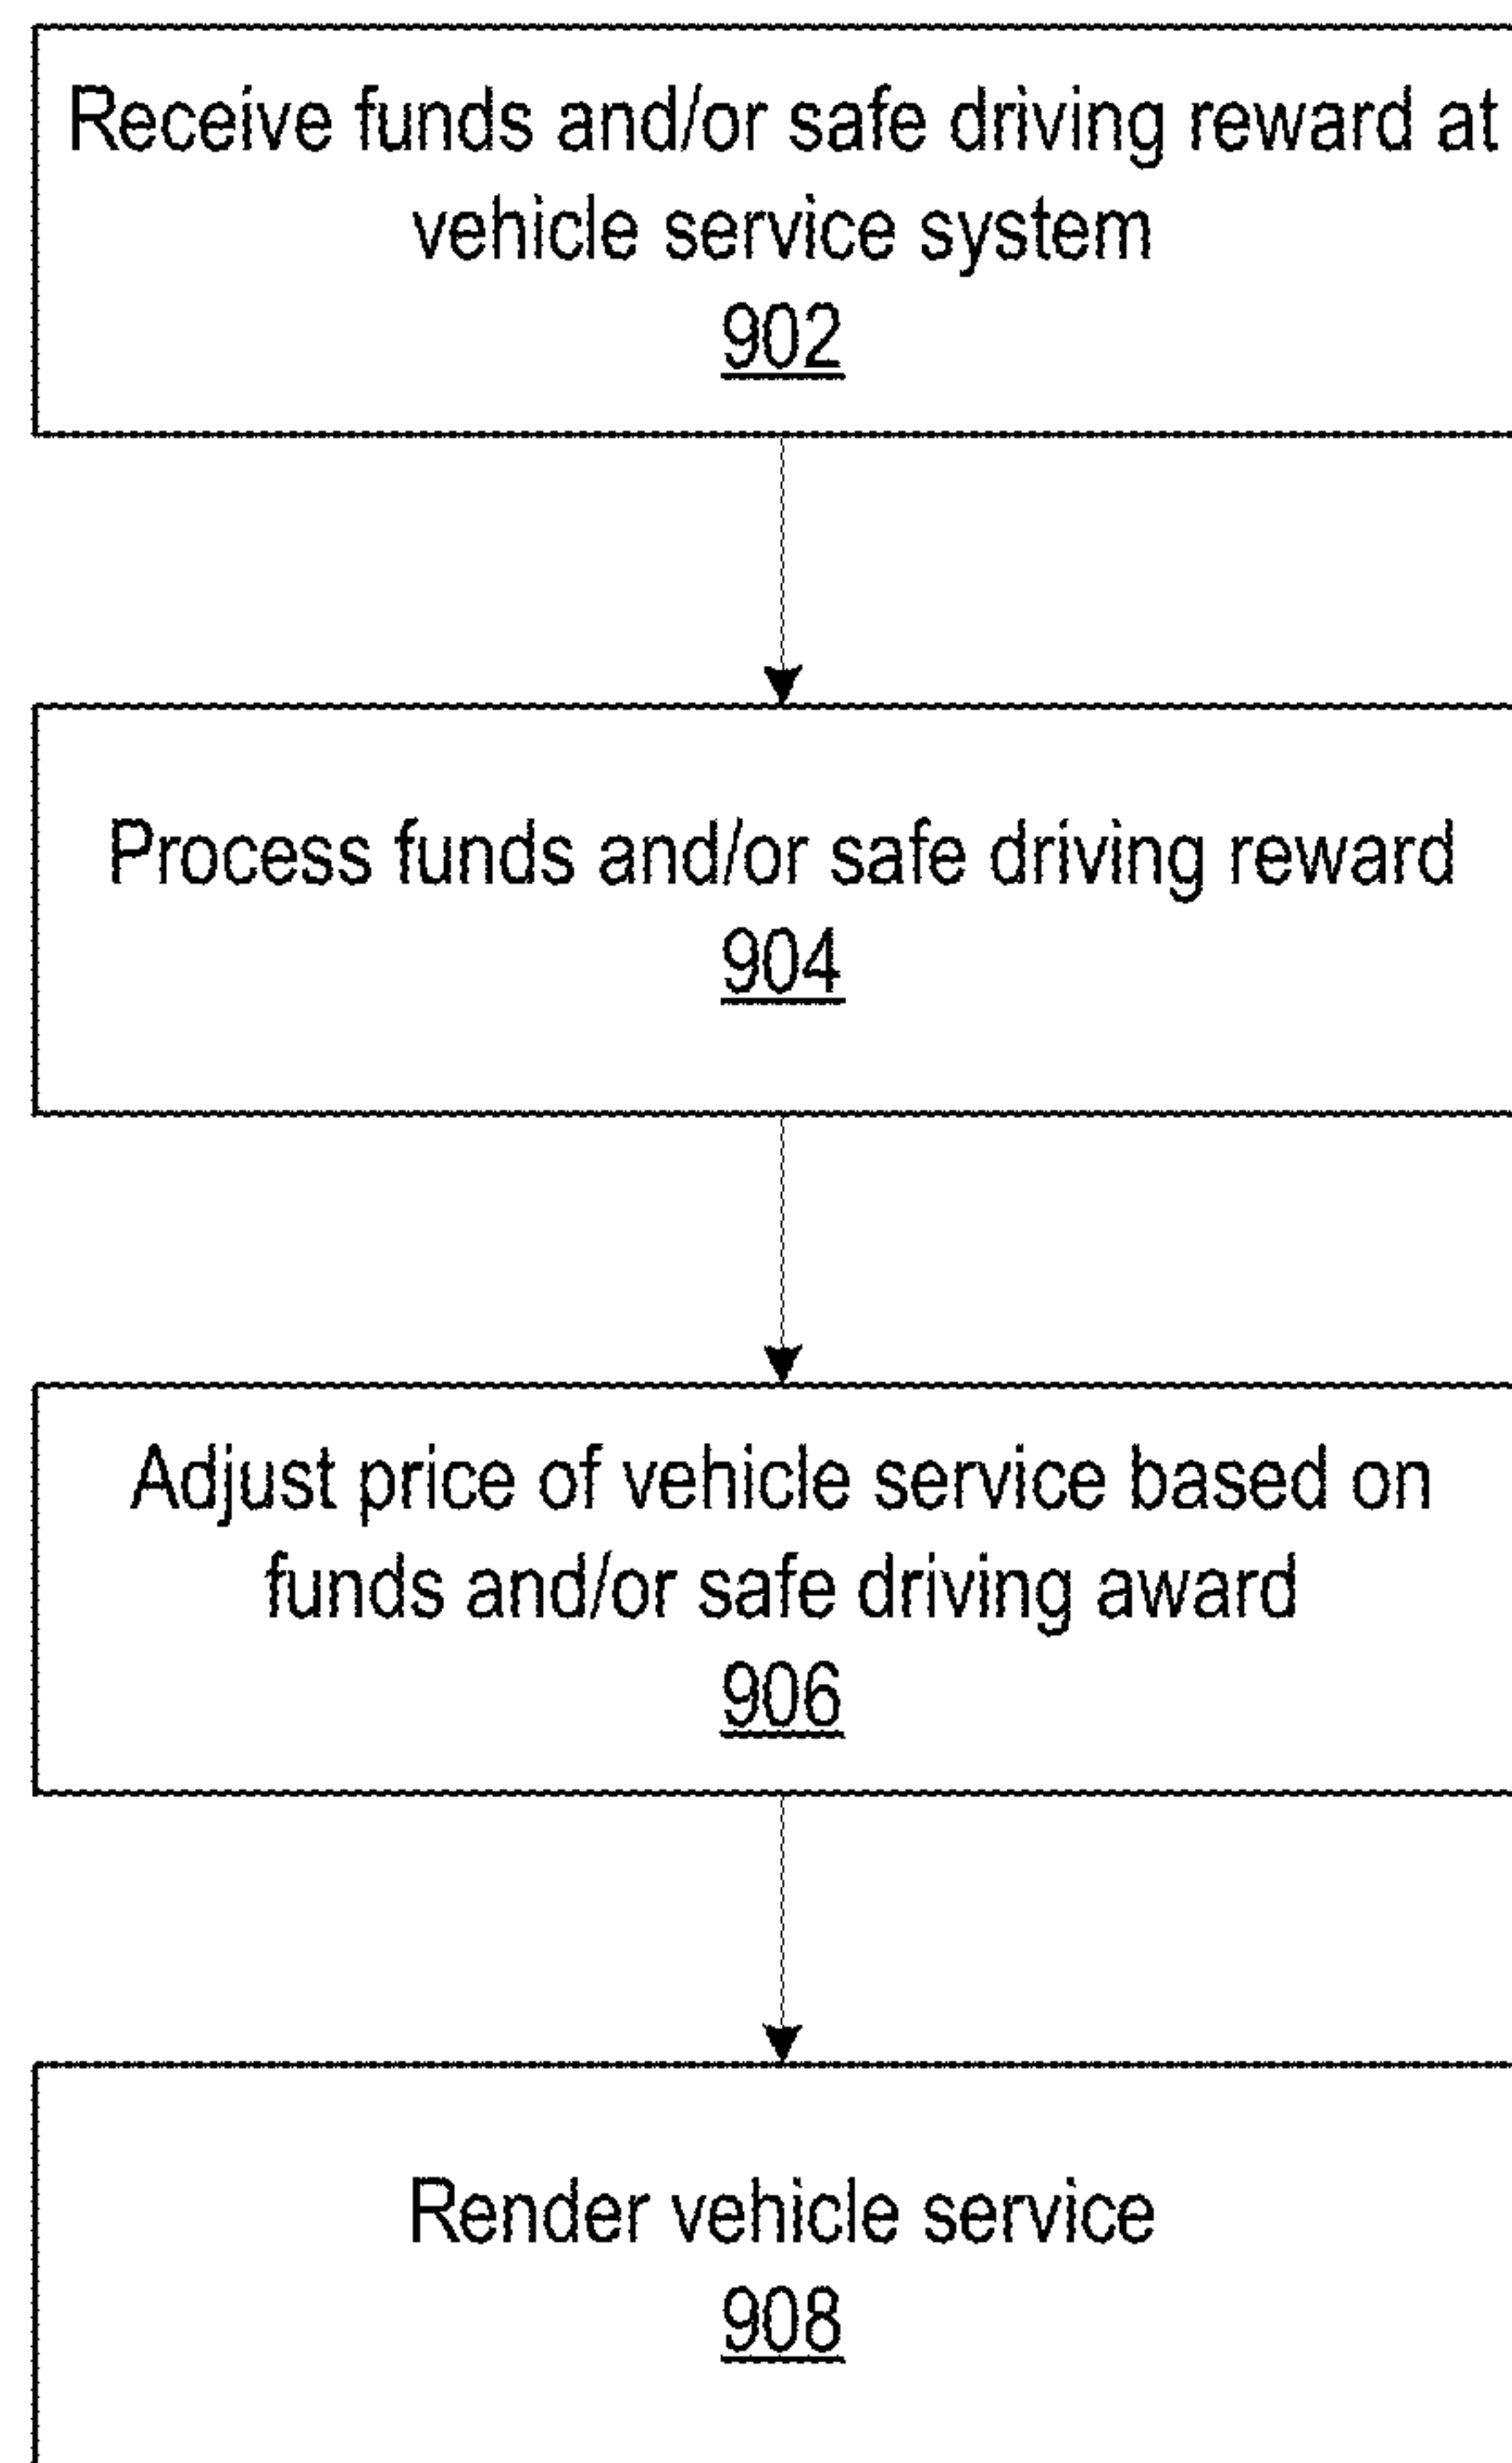 Receive funds and/or safe driving reward at
vehicle service system
902
Process funds and/or safe driving reward
904
Adjust price of vehicle service based on
funds and/or safe driving award
906
Render vehicle service
908